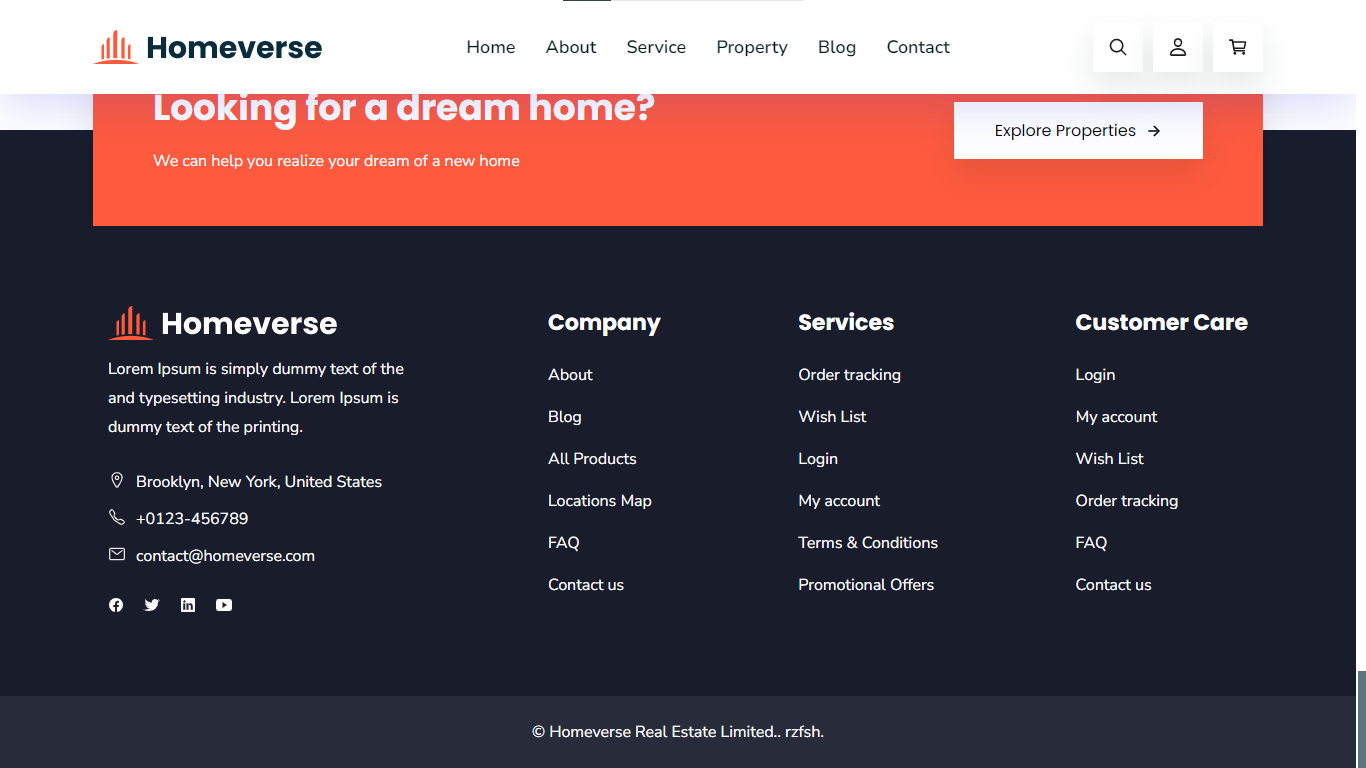 Homeverse
Home About Service Property Blog Contact
Looking for a dream home?
We can help you realize your dream of a new home
Explore Properties
Homeverse
Lorem Ipsum is simply dummy text of the
and typesetting industry. Lorem Ipsum is
dummy text of the printing.
Brooklyn, New York, United States
+0123-456789
contact@homeverse.com
Company
About
Blog
All Products
Locations Map
FAQ
Contact us
Services
Order tracking
Wish List
Login
My account
Terms & Conditions
Promotional Offers
Customer Care
Login
My account
Wish List
Order tracking
FAQ
Contact us
© Homeverse Real Estate Limited.. rzfsh.